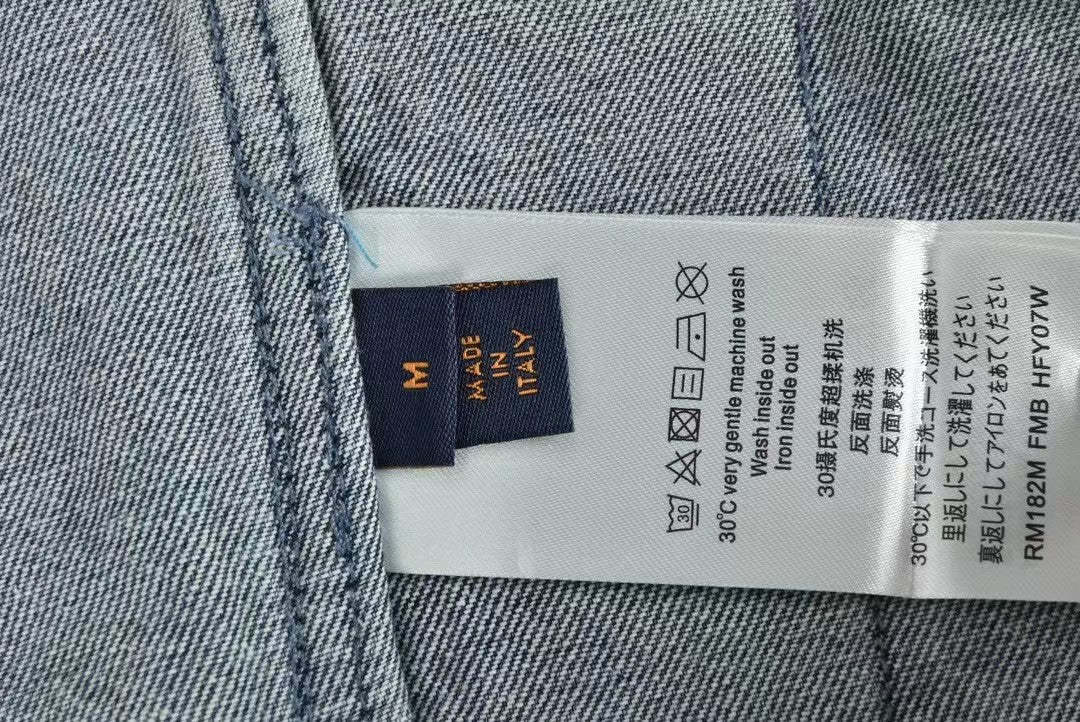 M
MADE
IN
ITALY
30
30℃ very gentle machine wash
Wash inside out
Iron inside out
30摄氏度超揉机洗
反面洗涤
反面熨烫
30℃以下で手洗コース洗濯機洗い
里返しにして洗濯してください
裏返しにしてアイロンをあてください
RM182M FMB HFY07W